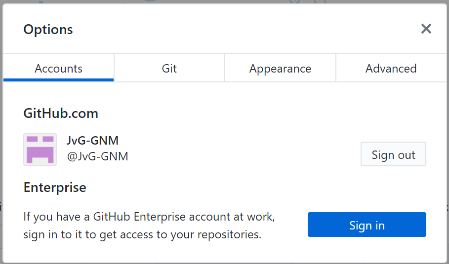 Options
Accounts
Git
Appearance
Advanced
GitHub.com
JvG-GNM
@JvG-GNM
Sign out
Enterprise
If you have a GitHub Enterprise account at work,
sign in to it to get access to your repositories.
Sign in